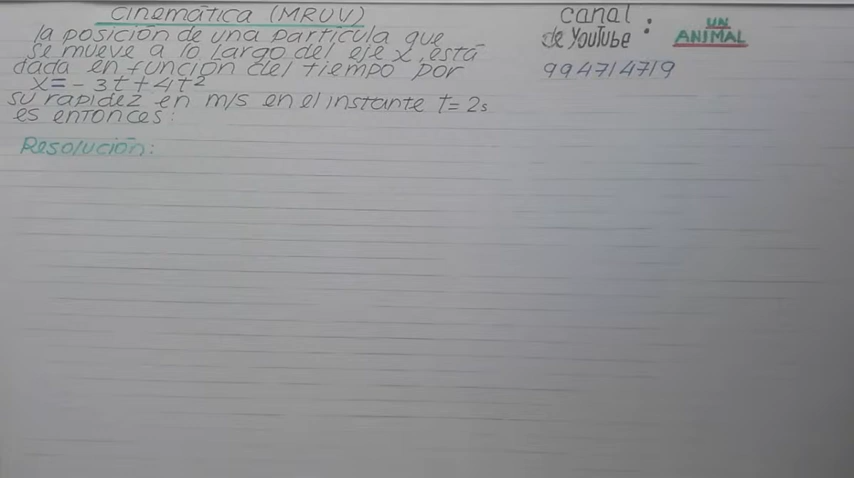 cinemática (MRUV)
la posición de una partícula que
se mueve a lo largo del eje x, está
dada en función del tiempo por
x = - 3t + 4t²
su rapidez en m/s en el instante t = 2s
es entonces:
Resolución:
canal
de YouTube :
UN
ANIMAL
994714719